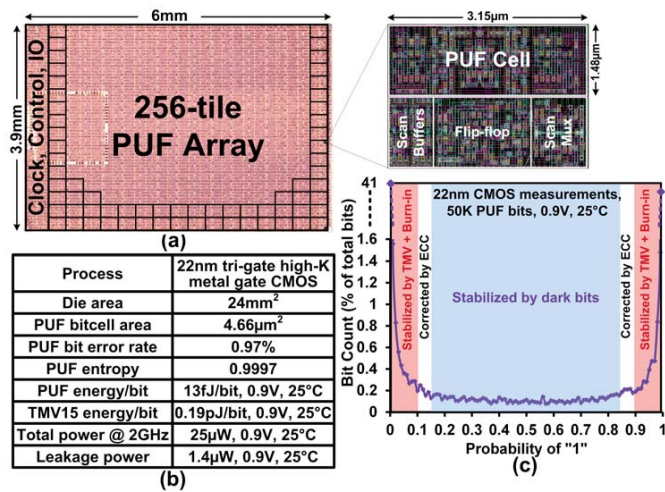 6mm
3.9mm
Clock, Control, IO
256-tile
PUF Array
(a)
3.15µm
1.48µm
PUF Cell
Scan
Buffers
Flip-flop
Scan
Mux
Process
22nm tri-gate high-K
metal gate CMOS
Die area
24mm²
PUF bitcell area
4.66µm²
PUF bit error rate
0.97%
PUF entropy
0.9997
PUF energy/bit
13fJ/bit, 0.9V, 25°C
TMV15 energy/bit
0.19pJ/bit, 0.9V, 25°C
Total power @ 2GHz
25µW, 0.9V, 25°C
Leakage power
1.4µW, 0.9V, 25°C
(b)
22nm CMOS measurements,
50K PUF bits, 0.9V, 25°C
Stabilized by TMV + Burn-in
Corrected by ECC
Stabilized by dark bits
Corrected by ECC
Stabilized by TMV + Burn-in
Bit Count (% of total bits)
41
1.6
1.4
1.2
1
0.8
0.6
0.4
0.2
0
0 0.1 0.2 0.3 0.4 0.5 0.6 0.7 0.8 0.9 1
Probability of "1"
(c)